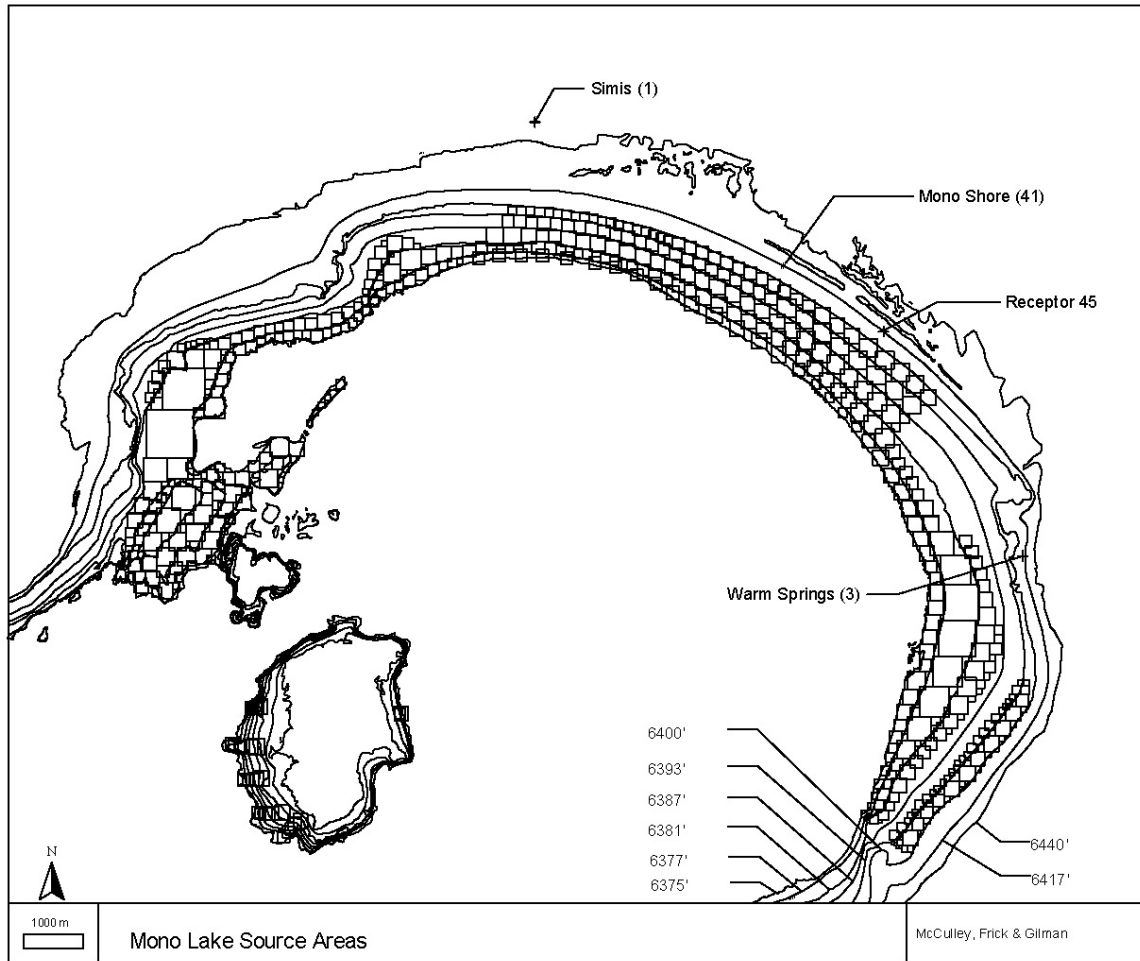 Simis (1)
Mono Shore (41)
Receptor 45
Warm Springs (3)
6400'
6393'
6387'
6381'
6377'
6375'
6440'
6417'
N
1000 m
Mono Lake Source Areas
McCulley, Frick & Gilman